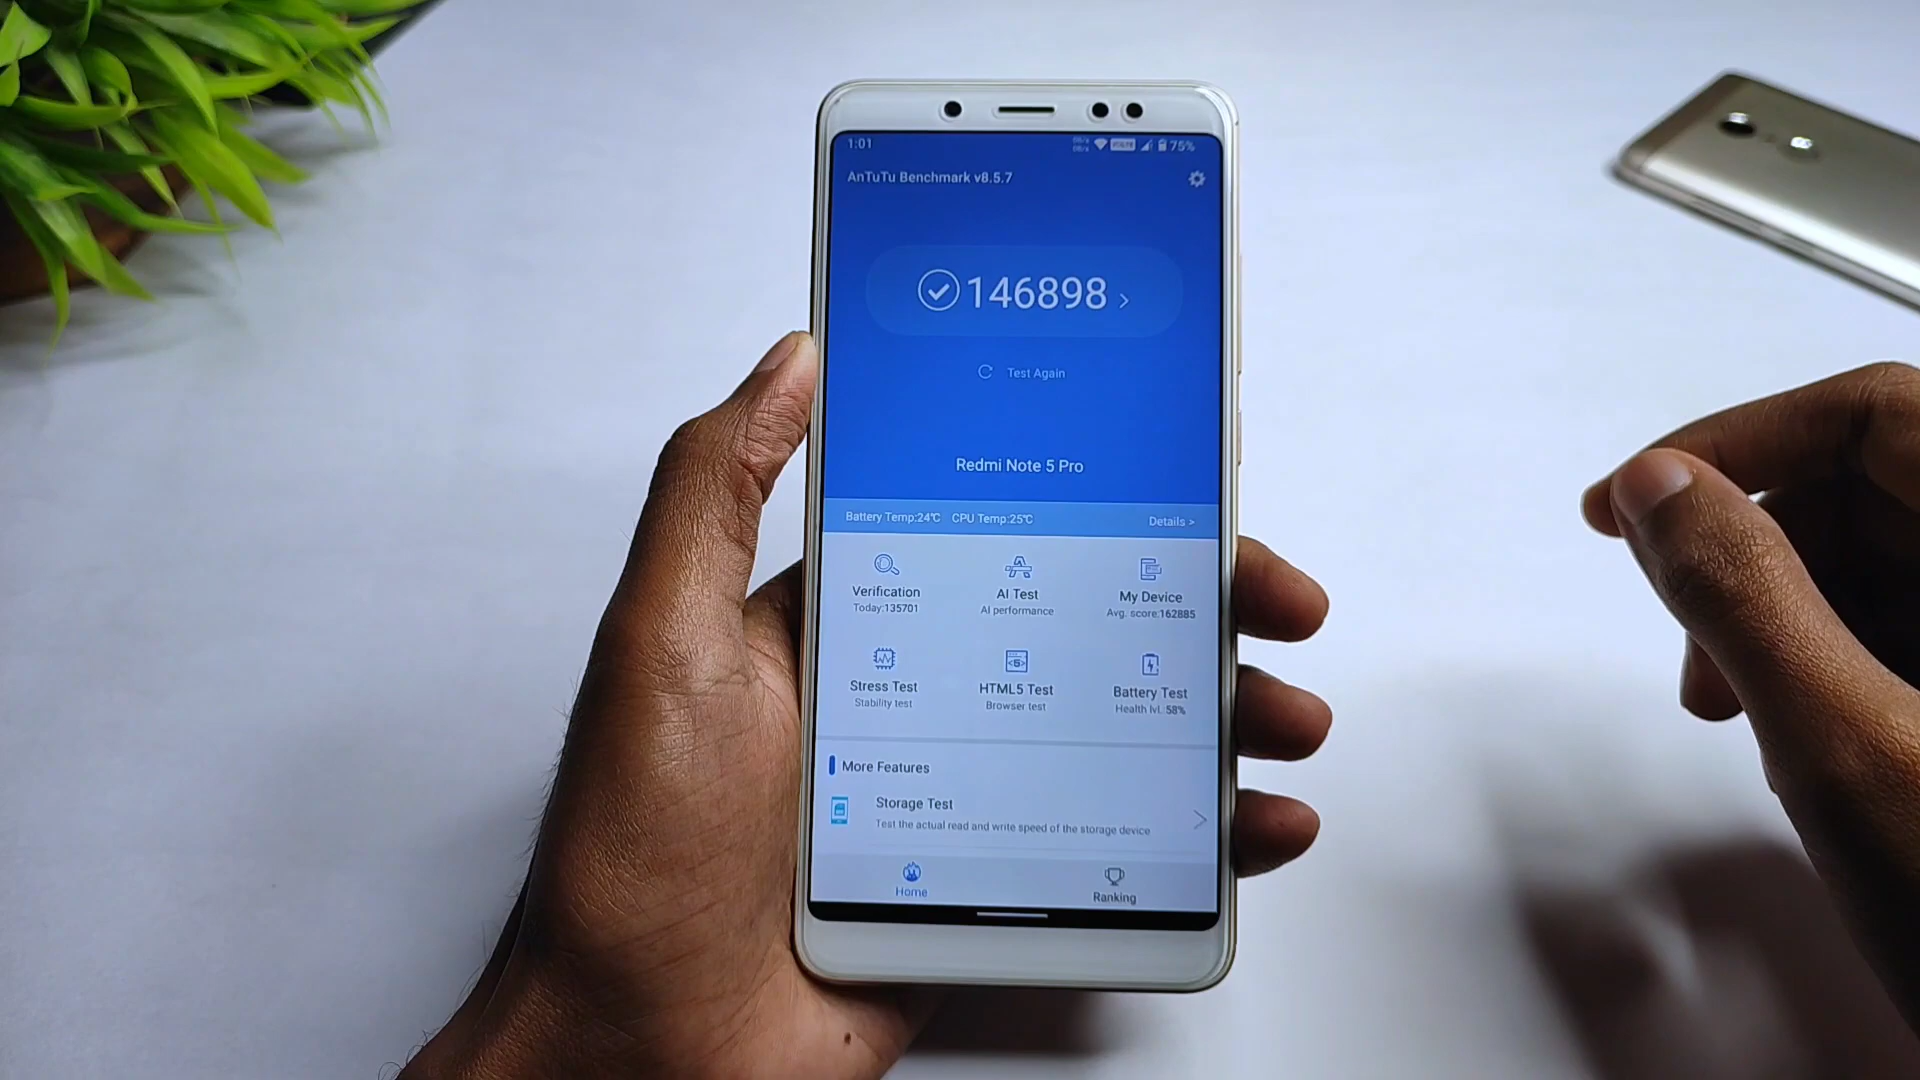 1:01
VoLTE 75%
AnTuTu Benchmark v8.5.7
146898 >
Test Again
Redmi Note 5 Pro
Battery Temp:24℃ CPU Temp:25℃ Details >
Verification AI Test My Device
Today:135701 AI performance Avg. score:162885
Stress Test HTML5 Test Battery Test
Stability test Browser test Health lvl. 58%
More Features
Storage Test
Test the actual read and write speed of the storage device
Home Ranking